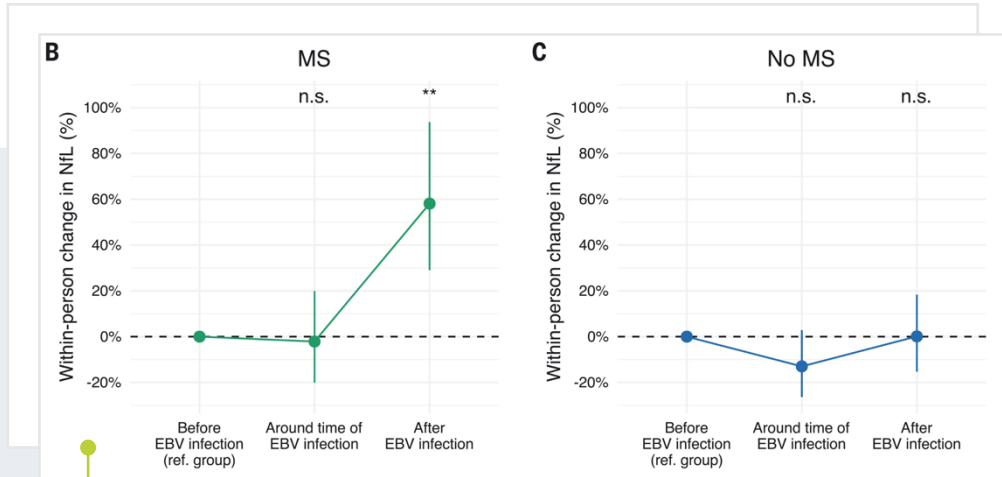 B
MS
n.s.
**
Within-person change in NfL (%)
100%
80%
60%
40%
20%
0%
-20%
Before
EBV infection
(ref. group)
Around time of
EBV infection
After
EBV infection
C
No MS
n.s.
n.s.
Within-person change in NfL (%)
100%
80%
60%
40%
20%
0%
-20%
Before
EBV infection
(ref. group)
Around time of
EBV infection
After
EBV infection